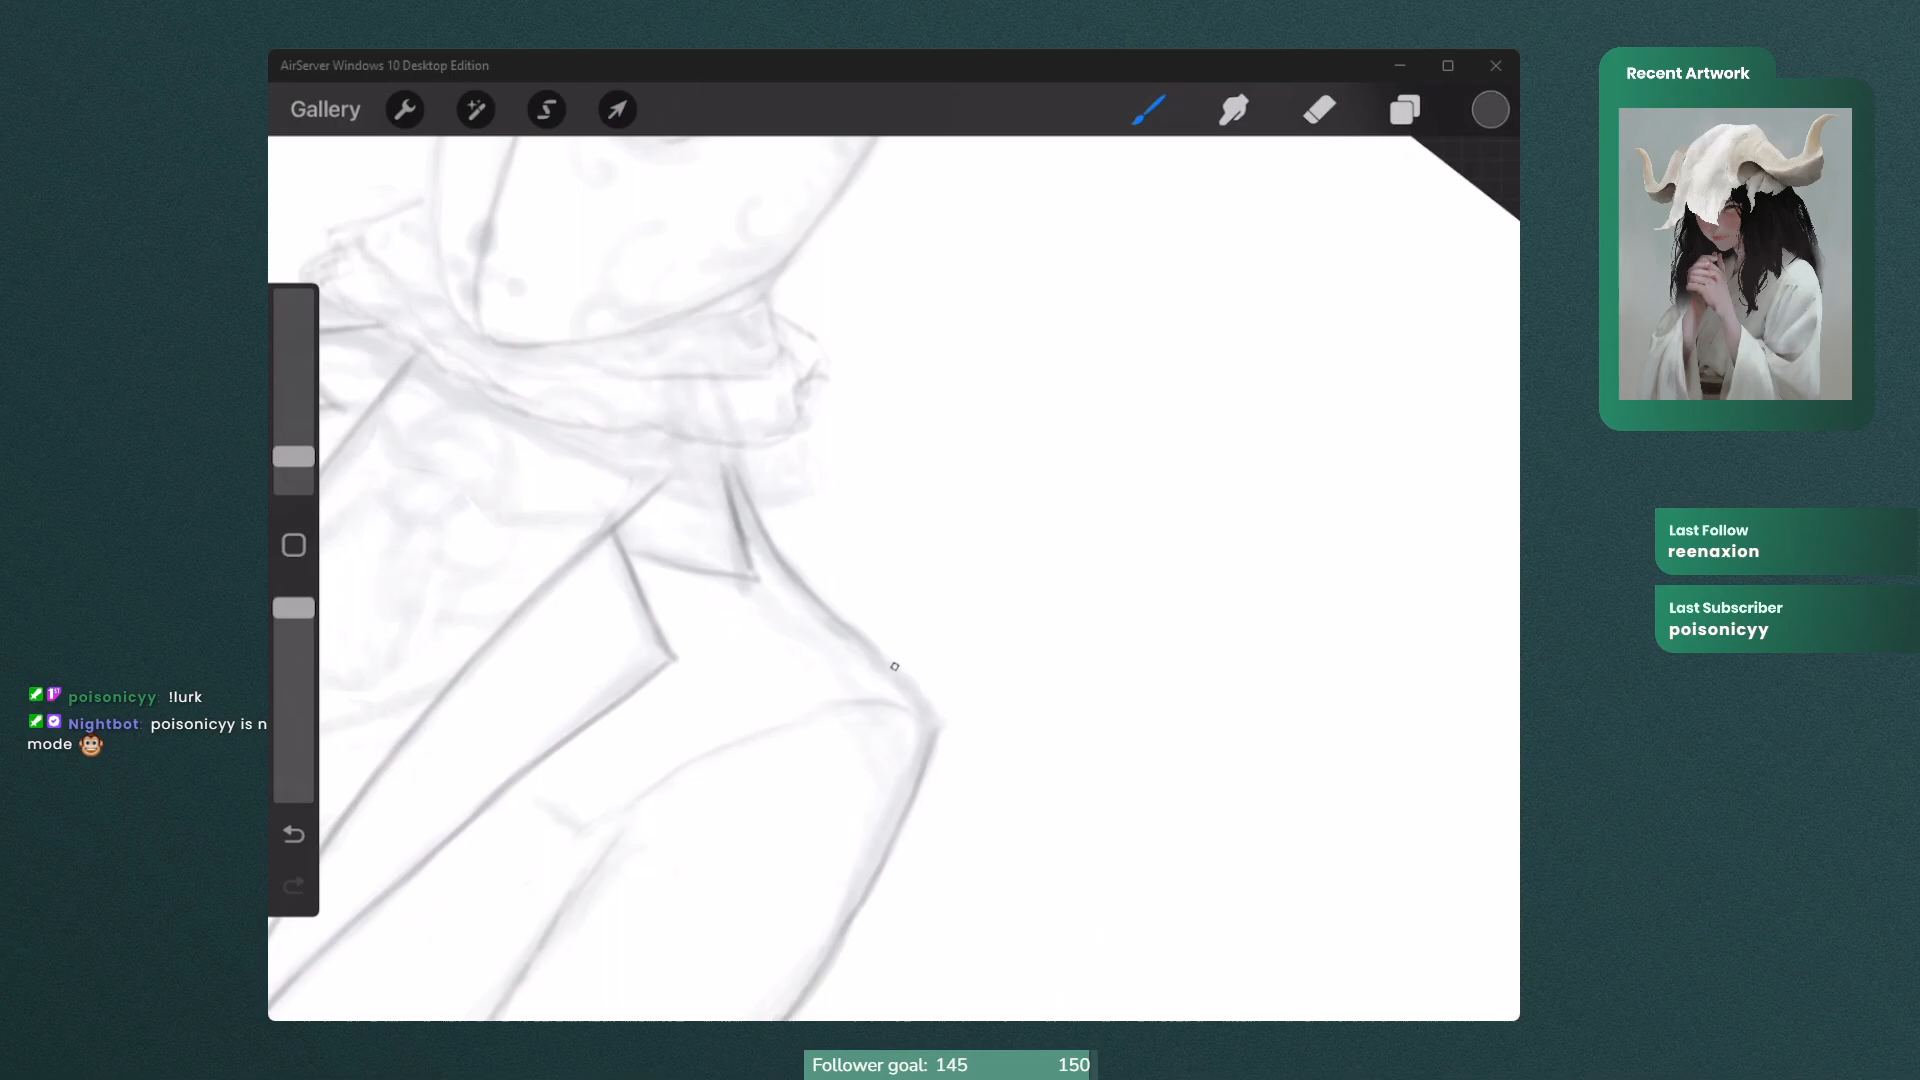 AirServer Windows 10 Desktop Edition
Gallery
Recent Artwork
Last Follow
reenaxion
Last Subscriber
poisonicyy
poisonicyy: !lurk
Nightbot: poisonicyy is n
mode
Follower goal: 145 150